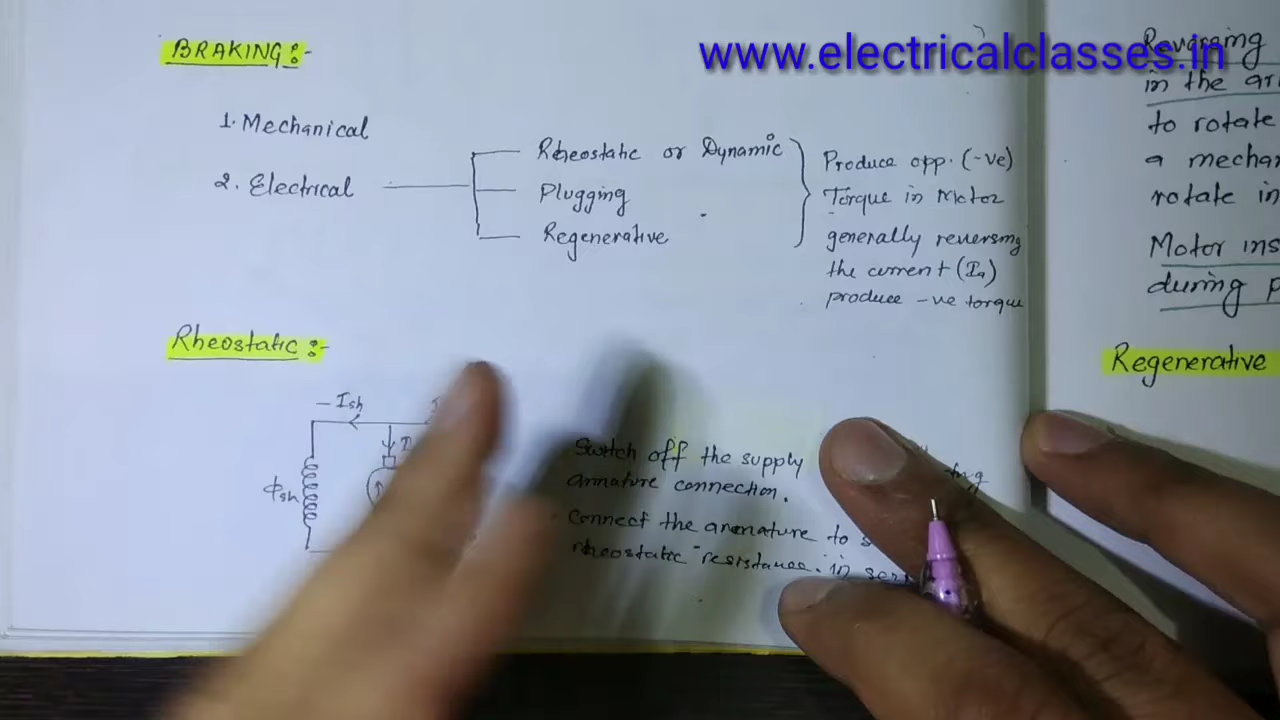 www.electricalclasses.in
BRAKING :-
1. Mechanical
2. Electrical
Rheostatic or Dynamic
Plugging
Regenerative
Produce opp. (-ve)
Torque in Motor
generally reversing
the current (Ia)
produce -ve torque
Rheostatic :-
- Ish
Φsh
Switch off the supply
armature connection.
Connect the armature to
rheostatic resistance. in
Reversing
in the
to rotate
a
rotate in
Motor
during
Regenerative